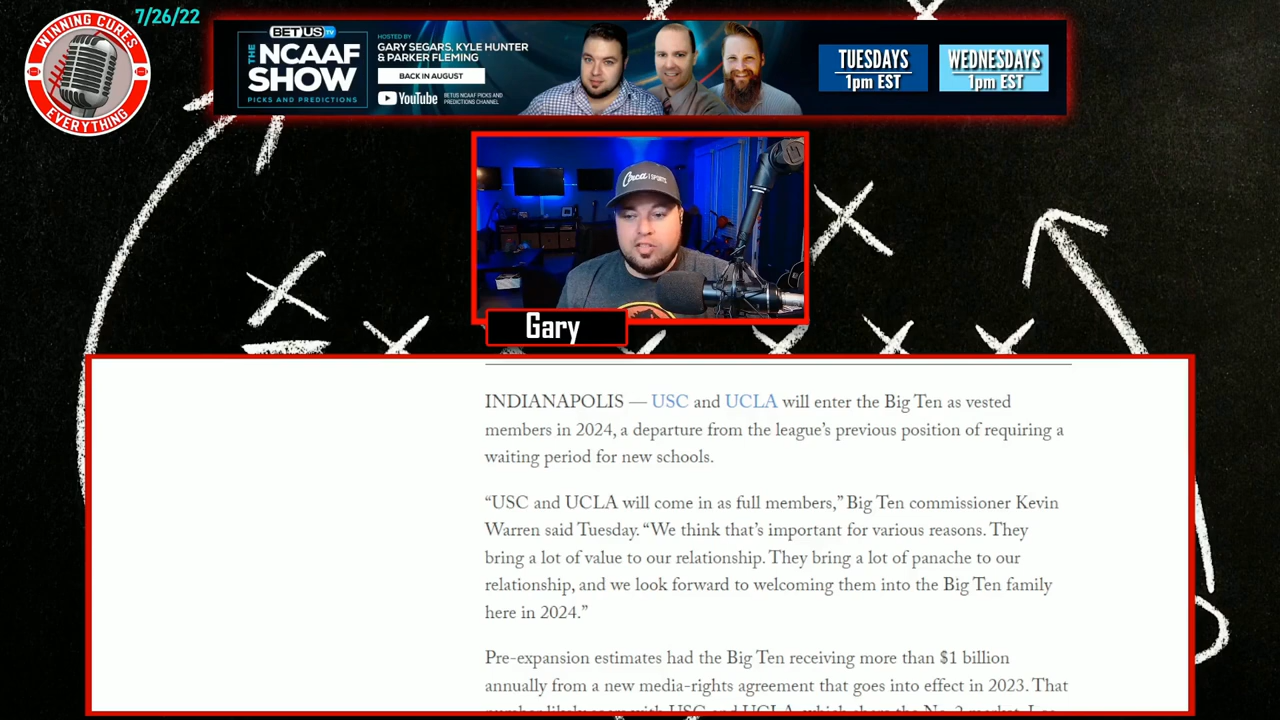 7/26/22
WINNING CURES
EVERYTHING
BETUS TV
THE
NCAAF
SHOW
PICKS AND PREDICTIONS
HOSTED BY
GARY SEGARS, KYLE HUNTER
& PARKER FLEMING
BACK IN AUGUST
YouTube
BETUS NCAAF PICKS AND
PREDICTIONS CHANNEL
TUESDAYS
1pm EST
WEDNESDAYS
1pm EST
Circa | SPORTS
Gary
INDIANAPOLIS — USC and UCLA will enter the Big Ten as vested
members in 2024, a departure from the league’s previous position of requiring a
waiting period for new schools.
“USC and UCLA will come in as full members,” Big Ten commissioner Kevin
Warren said Tuesday. “We think that’s important for various reasons. They
bring a lot of value to our relationship. They bring a lot of panache to our
relationship, and we look forward to welcoming them into the Big Ten family
here in 2024.”
Pre-expansion estimates had the Big Ten receiving more than $1 billion
annually from a new media-rights agreement that goes into effect in 2023. That